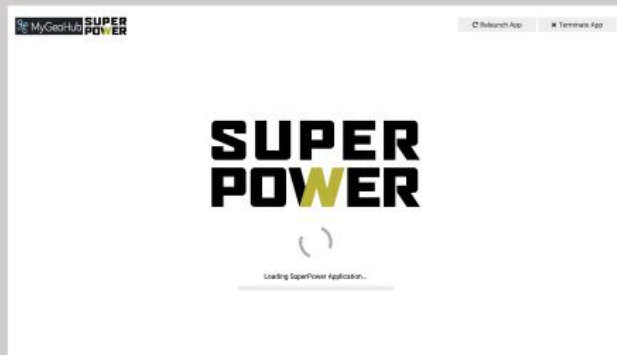 MyGeoHub SUPER POWER
Relaunch App
Terminate App
SUPER
POWER
Loading SuperPower Application...